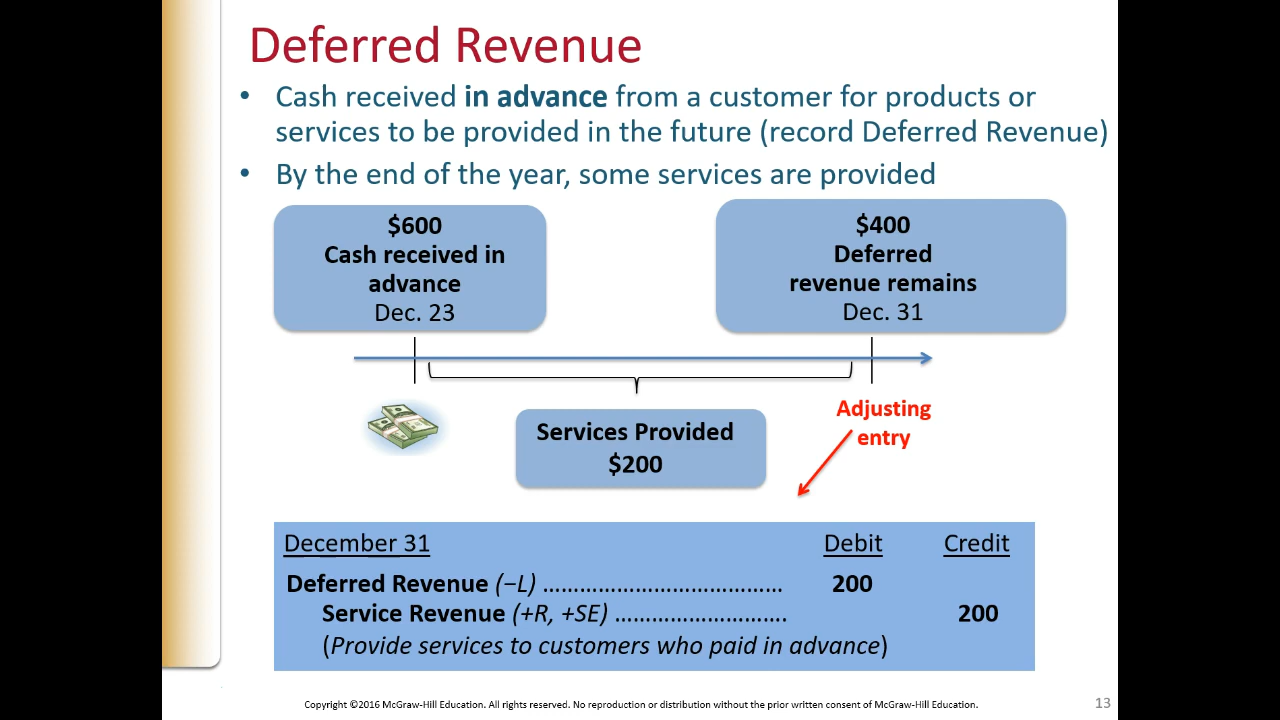 Deferred Revenue
• Cash received in advance from a customer for products or
services to be provided in the future (record Deferred Revenue)
• By the end of the year, some services are provided
$600
Cash received in
advance
Dec. 23
$400
Deferred
revenue remains
Dec. 31
Services Provided
$200
Adjusting
entry
December 31 Debit Credit
Deferred Revenue (−L) ………………………………… 200
Service Revenue (+R, +SE) ………………………. 200
(Provide services to customers who paid in advance)
Copyright ©2016 McGraw-Hill Education. All rights reserved. No reproduction or distribution without the prior written consent of McGraw-Hill Education.
13